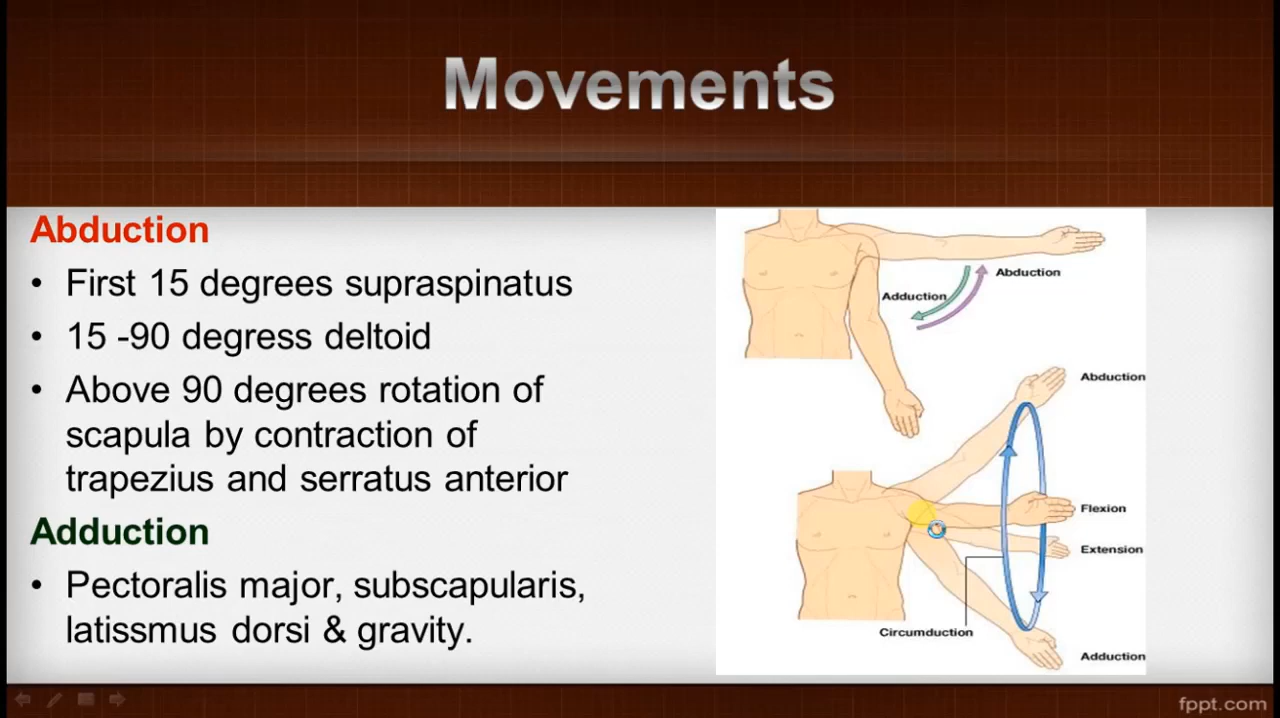 Movements
Abduction
• First 15 degrees supraspinatus
• 15 -90 degress deltoid
• Above 90 degrees rotation of
scapula by contraction of
trapezius and serratus anterior
Adduction
• Pectoralis major, subscapularis,
latissmus dorsi & gravity.
Abduction
Adduction
Abduction
Flexion
Extension
Circumduction
Adduction
fppt.com